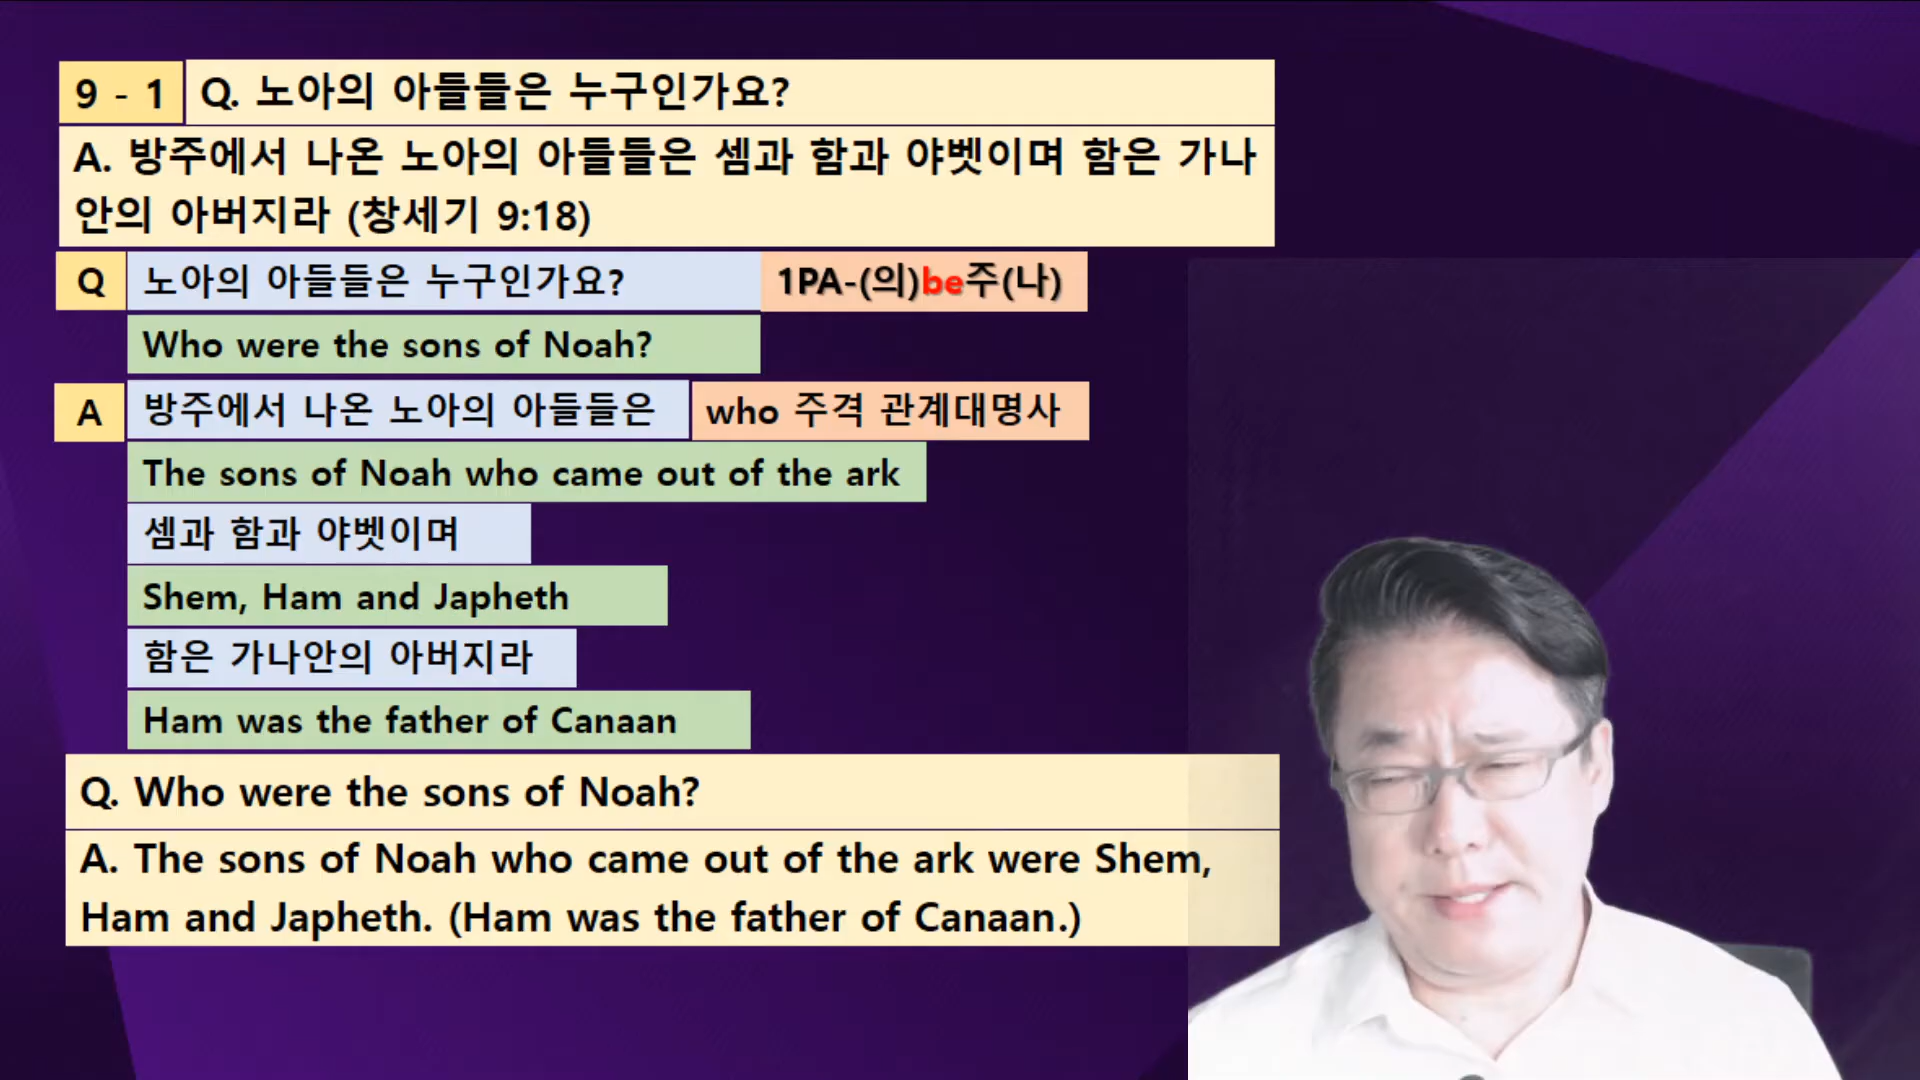 9 - 1 Q. 노아의 아들들은 누구인가요?
A. 방주에서 나온 노아의 아들들은 셈과 함과 야벳이며 함은 가나
안의 아버지라 (창세기 9:18)
Q 노아의 아들들은 누구인가요? 1PA-(의)be주(나)
Who were the sons of Noah?
A 방주에서 나온 노아의 아들들은 who 주격 관계대명사
The sons of Noah who came out of the ark
셈과 함과 야벳이며
Shem, Ham and Japheth
함은 가나안의 아버지라
Ham was the father of Canaan
Q. Who were the sons of Noah?
A. The sons of Noah who came out of the ark were Shem,
Ham and Japheth. (Ham was the father of Canaan.)